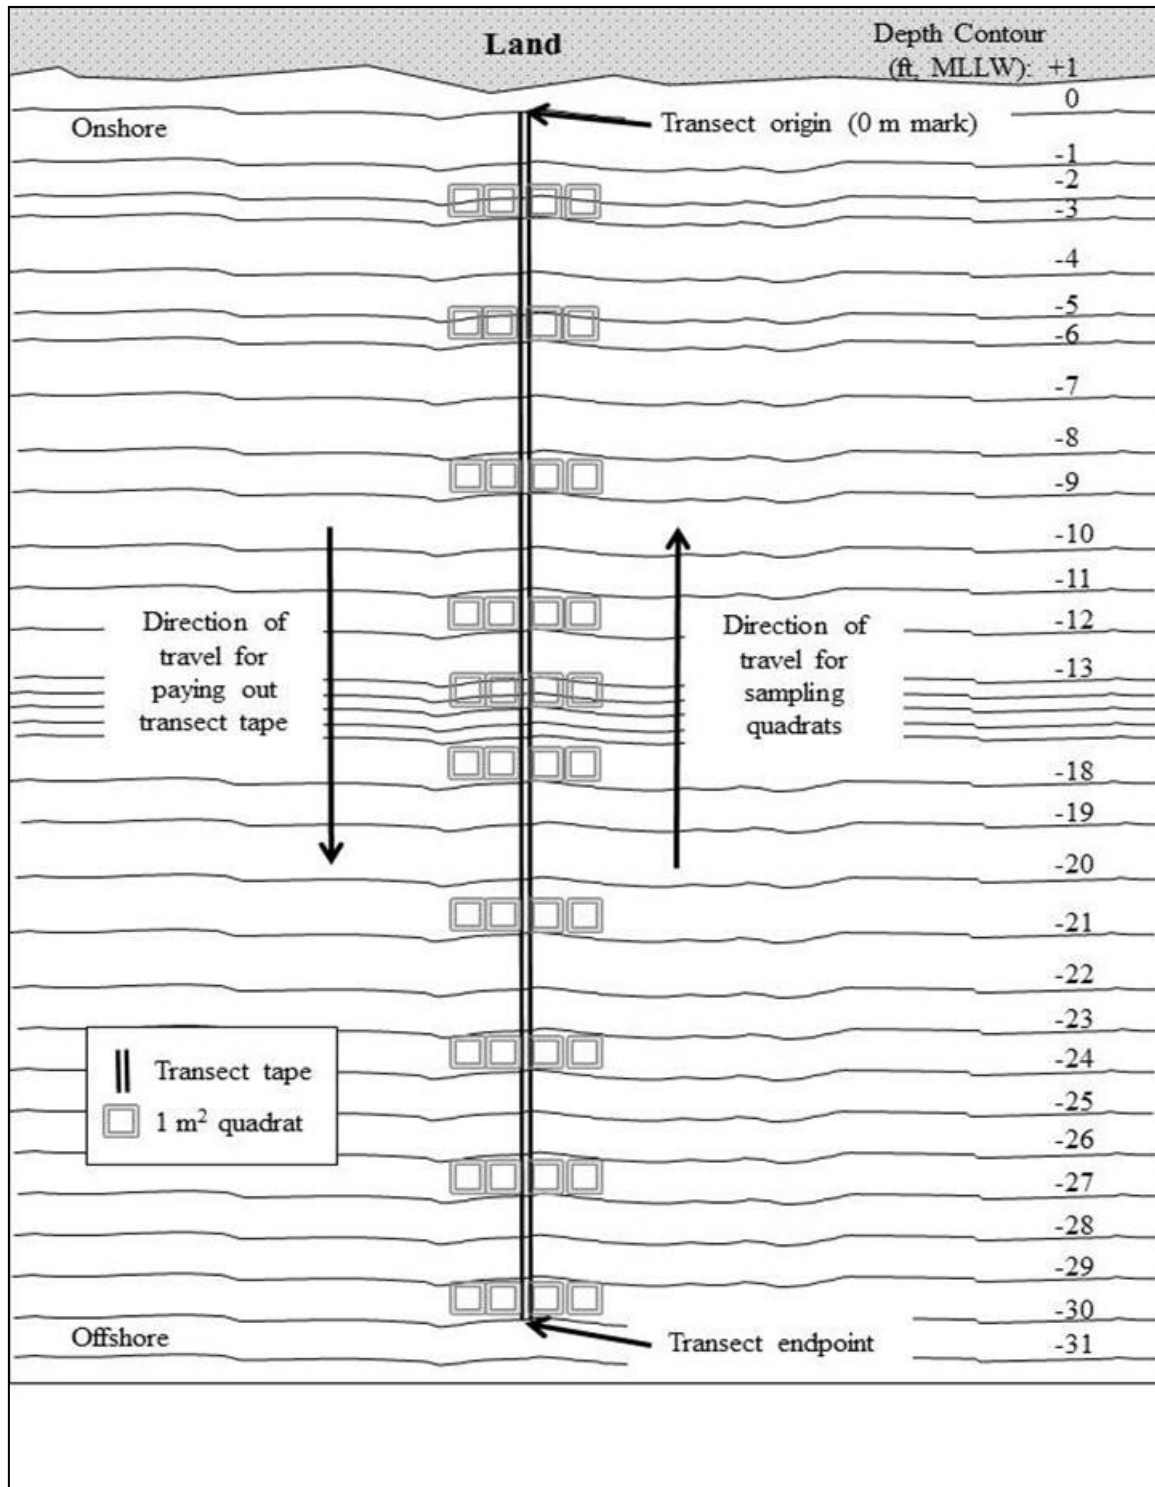 Land
Depth Contour
(ft, MLLW): +1
0
Onshore
Transect origin (0 m mark)
-1
-2
-3
-4
-5
-6
-7
-8
-9
-10
-11
-12
Direction of
travel for
paying out
transect tape
Direction of
travel for
sampling
quadrats
-13
-18
-19
-20
-21
-22
-23
-24
-25
-26
-27
-28
-29
-30
-31
Transect tape
1 m² quadrat
Offshore
Transect endpoint